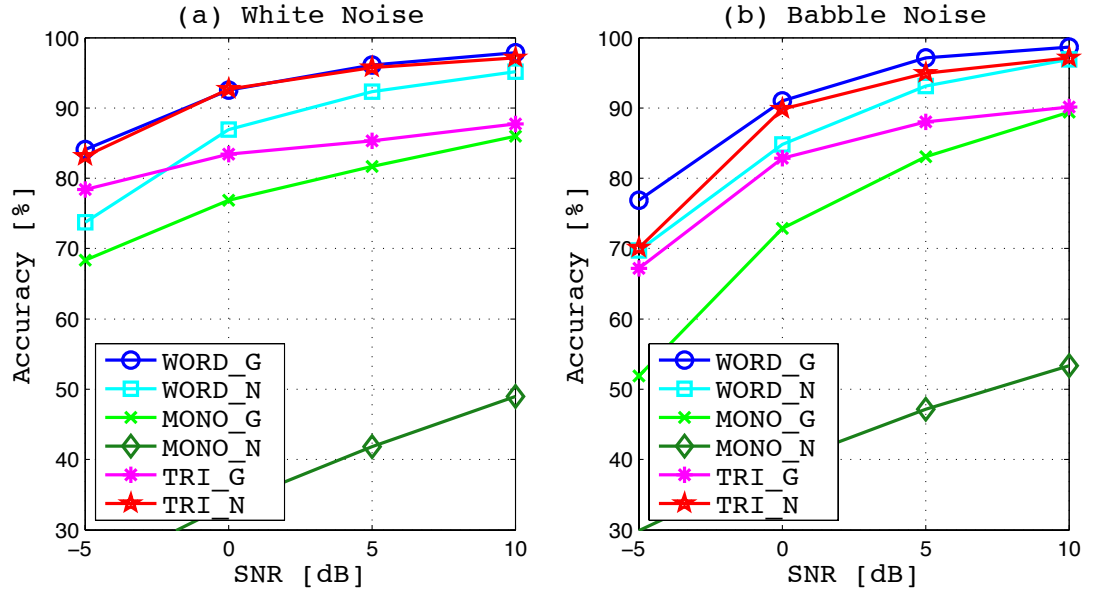 (a) White Noise
100
90
80
70
60
50
40
30
Accuracy [%]
WORD_G
WORD_N
MONO_G
MONO_N
TRI_G
TRI_N
−5
0
5
10
SNR [dB]
(b) Babble Noise
100
90
80
70
60
50
40
30
Accuracy [%]
WORD_G
WORD_N
MONO_G
MONO_N
TRI_G
TRI_N
−5
0
5
10
SNR [dB]